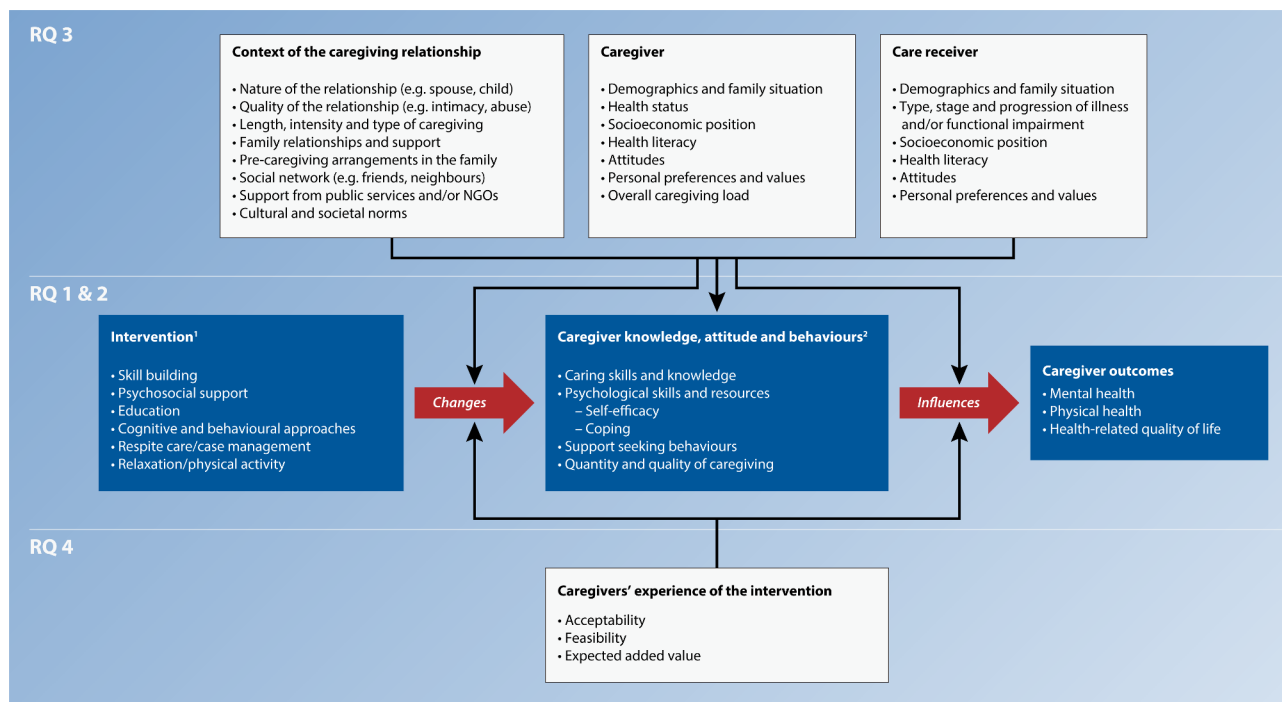 RQ 3
Context of the caregiving relationship
• Nature of the relationship (e.g. spouse, child)
• Quality of the relationship (e.g. intimacy, abuse)
• Length, intensity and type of caregiving
• Family relationships and support
• Pre-caregiving arrangements in the family
• Social network (e.g. friends, neighbours)
• Support from public services and/or NGOs
• Cultural and societal norms
Caregiver
• Demographics and family situation
• Health status
• Socioeconomic position
• Health literacy
• Attitudes
• Personal preferences and values
• Overall caregiving load
Care receiver
• Demographics and family situation
• Type, stage and progression of illness
and/or functional impairment
• Socioeconomic position
• Health literacy
• Attitudes
• Personal preferences and values
RQ 1 & 2
Intervention¹
• Skill building
• Psychosocial support
• Education
• Cognitive and behavioural approaches
• Respite care/case management
• Relaxation/physical activity
Changes
Caregiver knowledge, attitude and behaviours²
• Caring skills and knowledge
• Psychological skills and resources
– Self-efficacy
– Coping
• Support seeking behaviours
• Quantity and quality of caregiving
Influences
Caregiver outcomes
• Mental health
• Physical health
• Health-related quality of life
RQ 4
Caregivers’ experience of the intervention
• Acceptability
• Feasibility
• Expected added value